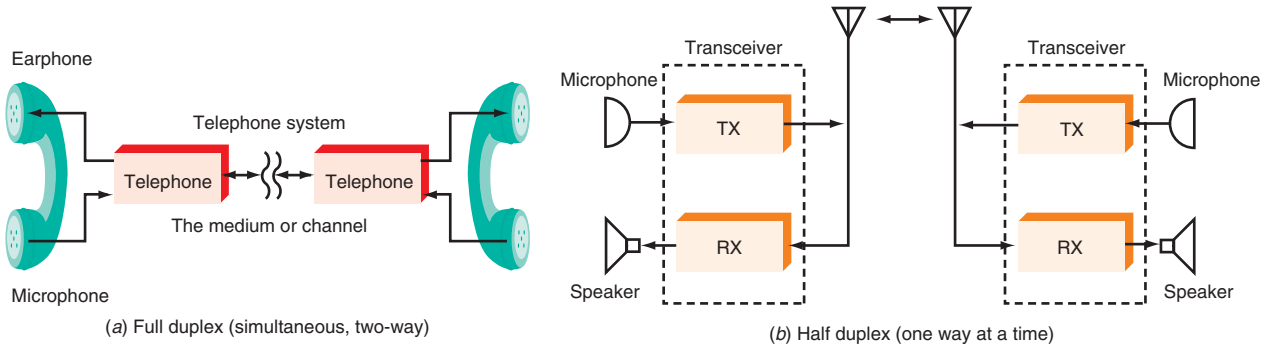 Earphone
Telephone system
Telephone
Telephone
The medium or channel
Microphone
(a) Full duplex (simultaneous, two-way)
Transceiver
Transceiver
Microphone
Microphone
TX
TX
RX
RX
Speaker
Speaker
(b) Half duplex (one way at a time)